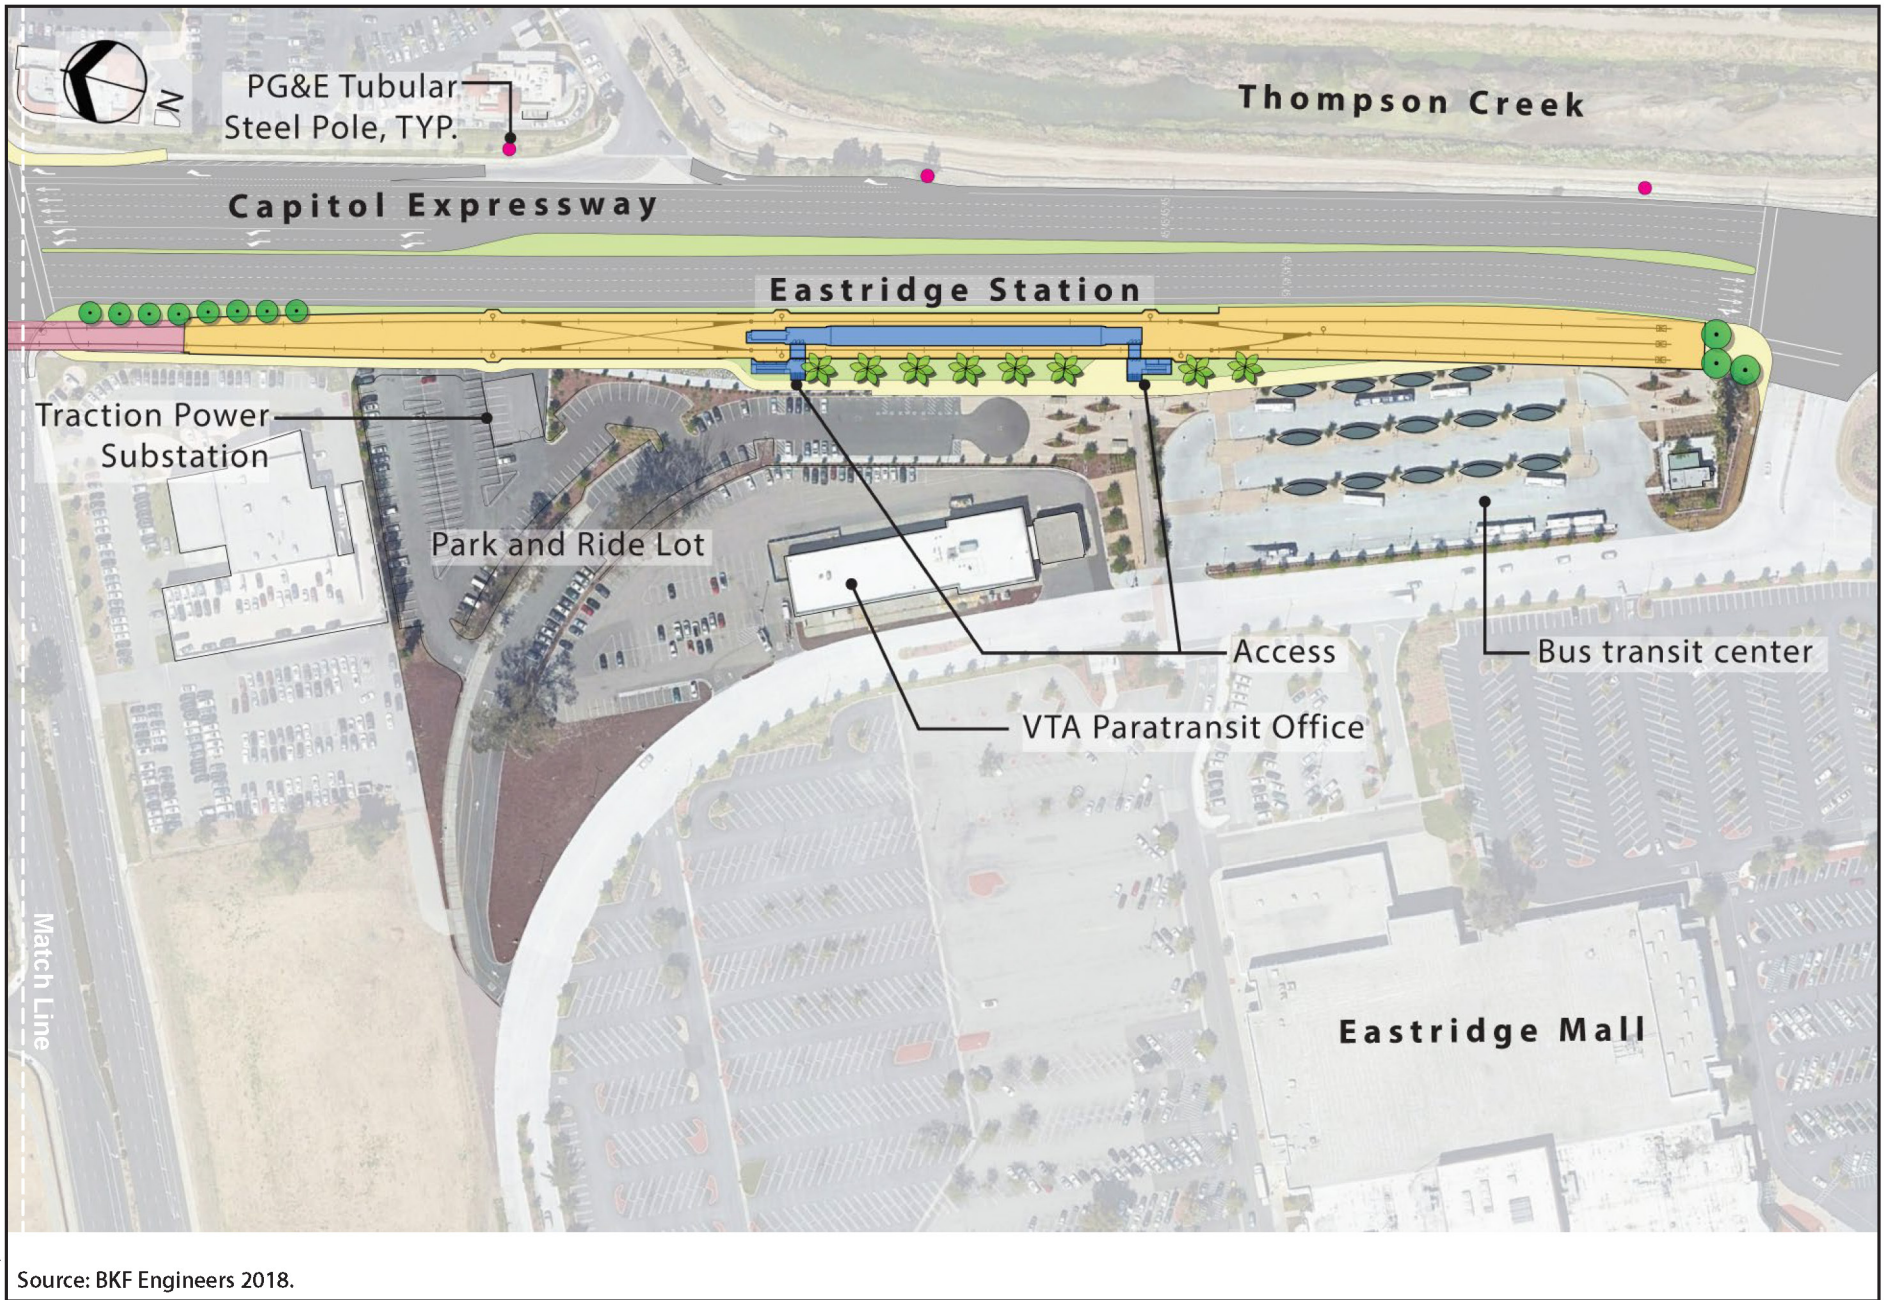 N
PG&E Tubular
Steel Pole, TYP.
Thompson Creek
Capitol Expressway
Eastridge Station
Traction Power
Substation
Park and Ride Lot
Access
Bus transit center
VTA Paratransit Office
Match Line
Eastridge Mall
Source: BKF Engineers 2018.